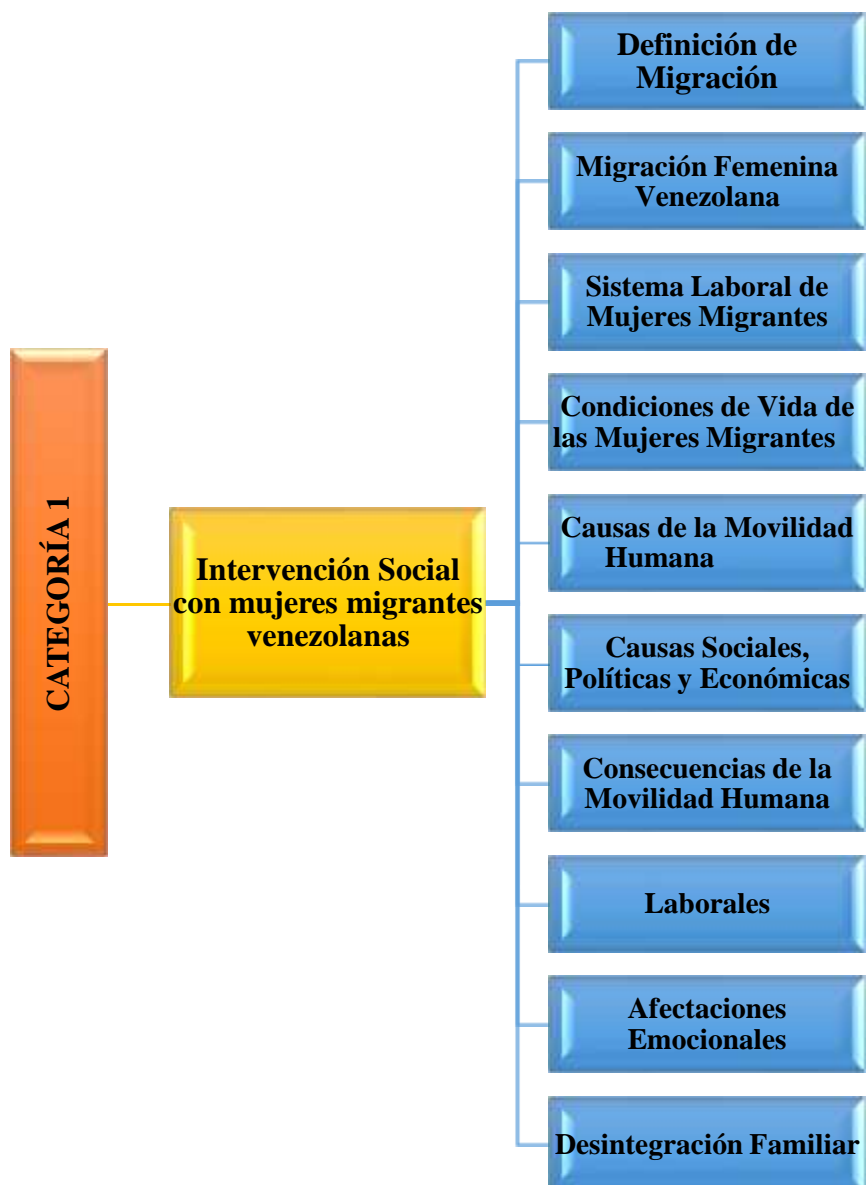 CATEGORÍA 1
Intervención Social
con mujeres migrantes
venezolanas
Definición de
Migración
Migración Femenina
Venezolana
Sistema Laboral de
Mujeres Migrantes
Condiciones de Vida de
las Mujeres Migrantes
Causas de la Movilidad
Humana
Causas Sociales,
Políticas y Económicas
Consecuencias de la
Movilidad Humana
Laborales
Afectaciones
Emocionales
Desintegración Familiar